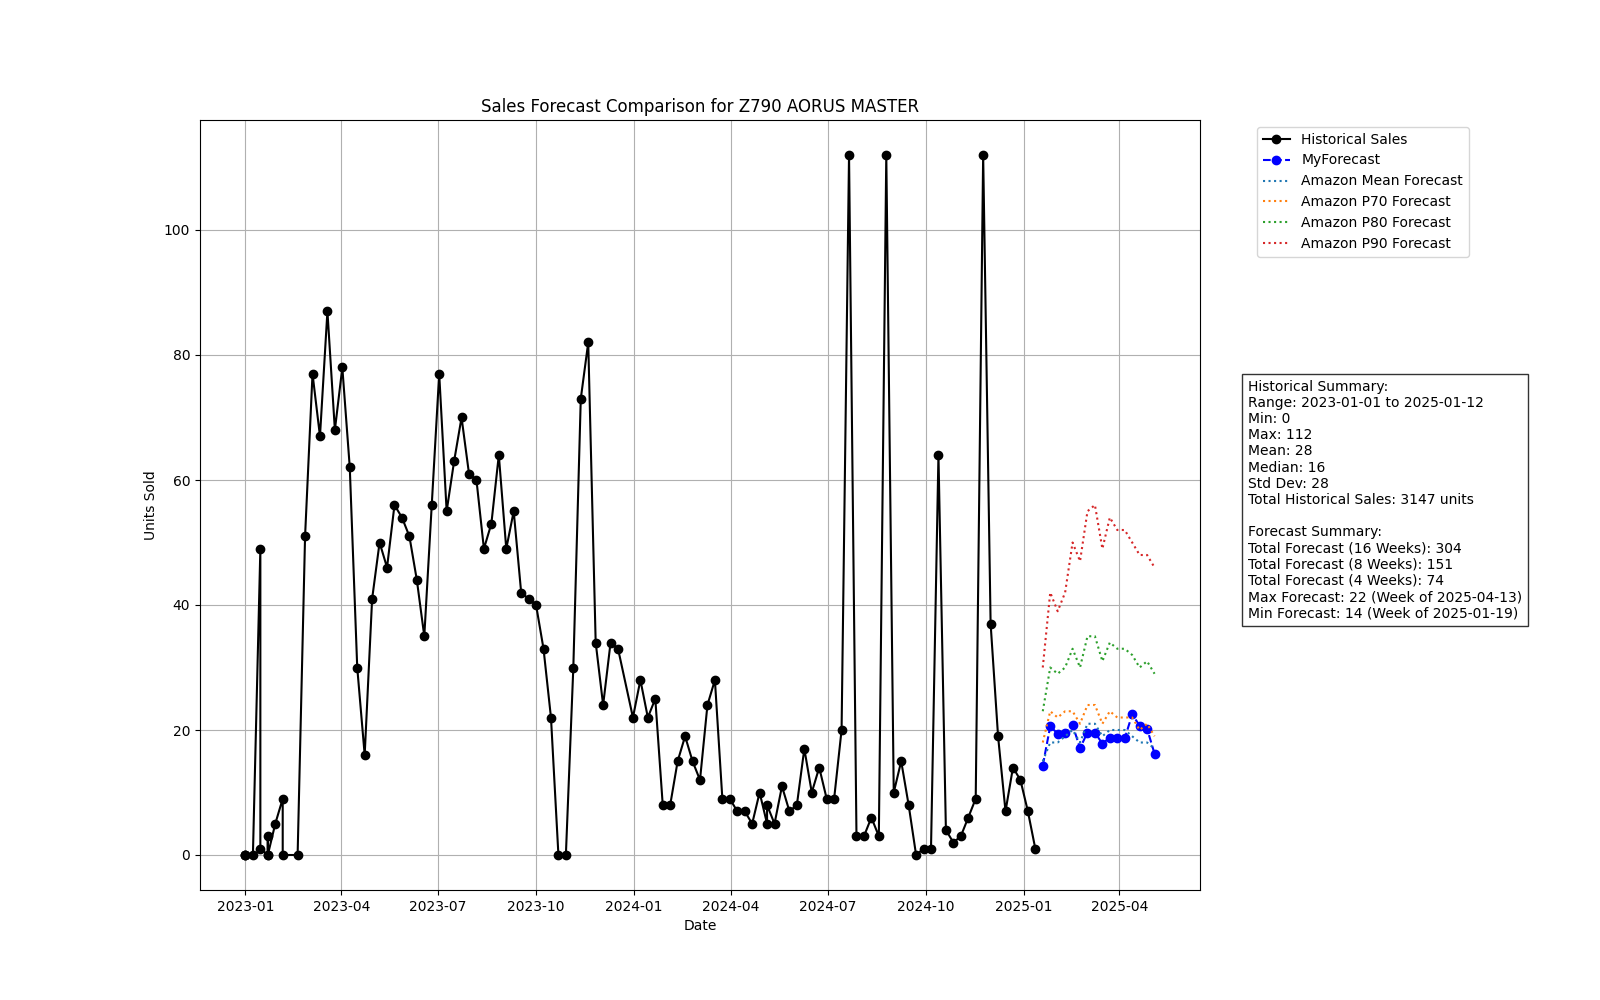 Sales Forecast Comparison for Z790 AORUS MASTER
Historical Sales
MyForecast
Amazon Mean Forecast
Amazon P70 Forecast
Amazon P80 Forecast
Amazon P90 Forecast
100
80
60
40
20
0
Units Sold
Historical Summary:
Range: 2023-01-01 to 2025-01-12
Min: 0
Max: 112
Mean: 28
Median: 16
Std Dev: 28
Total Historical Sales: 3147 units
Forecast Summary:
Total Forecast (16 Weeks): 304
Total Forecast (8 Weeks): 151
Total Forecast (4 Weeks): 74
Max Forecast: 22 (Week of 2025-04-13)
Min Forecast: 14 (Week of 2025-01-19)
2023-01 2023-04 2023-07 2023-10 2024-01 2024-04 2024-07 2024-10 2025-01 2025-04
Date